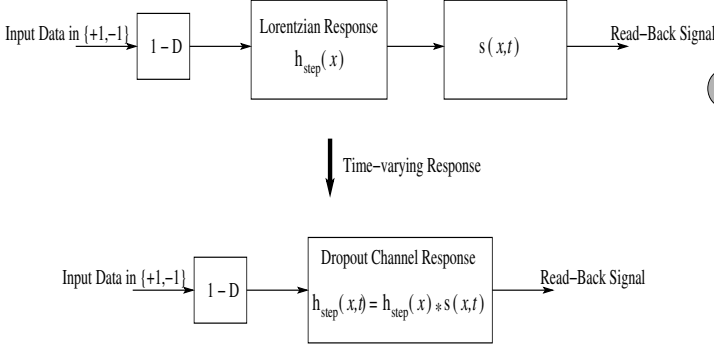 Input Data in {+1,-1}
1 − D
Lorentzian Response
h_step(x)
s(x,t)
Read−Back Signal
Time−varying Response
Input Data in {+1,-1}
1 − D
Dropout Channel Response
h_step(x,t) = h_step(x) * s(x,t)
Read−Back Signal